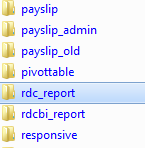 payslip
payslip_admin
payslip_old
pivottable
rdc_report
rdcbi_report
responsive